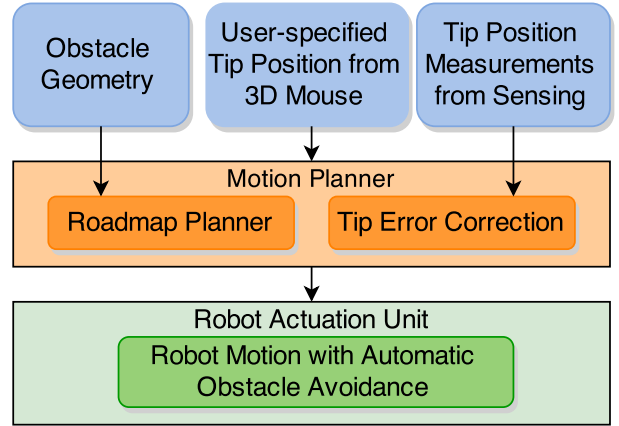 Obstacle
Geometry
User-specified
Tip Position from
3D Mouse
Tip Position
Measurements
from Sensing
Motion Planner
Roadmap Planner
Tip Error Correction
Robot Actuation Unit
Robot Motion with Automatic
Obstacle Avoidance